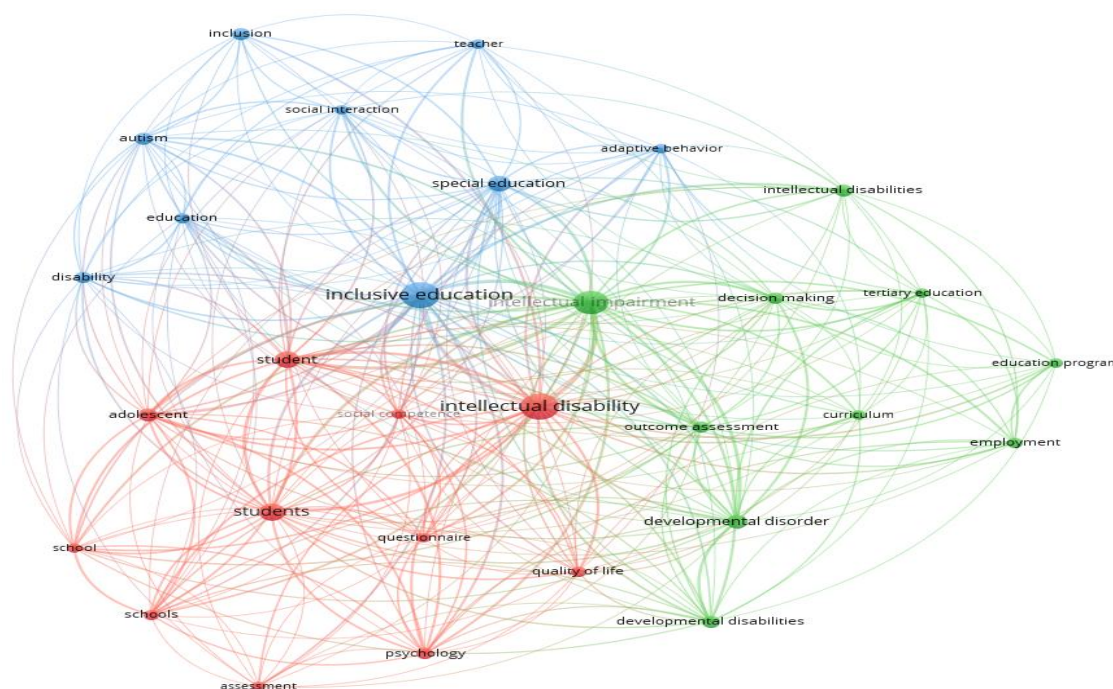 inclusion
teacher
social interaction
autism
adaptive behavior
special education
intellectual disabilities
education
disability
inclusive education
intellectual impairment
decision making
tertiary education
student
education program
adolescent
social competence
intellectual disability
curriculum
outcome assessment
employment
students
developmental disorder
questionnaire
school
quality of life
schools
developmental disabilities
psychology
assessment